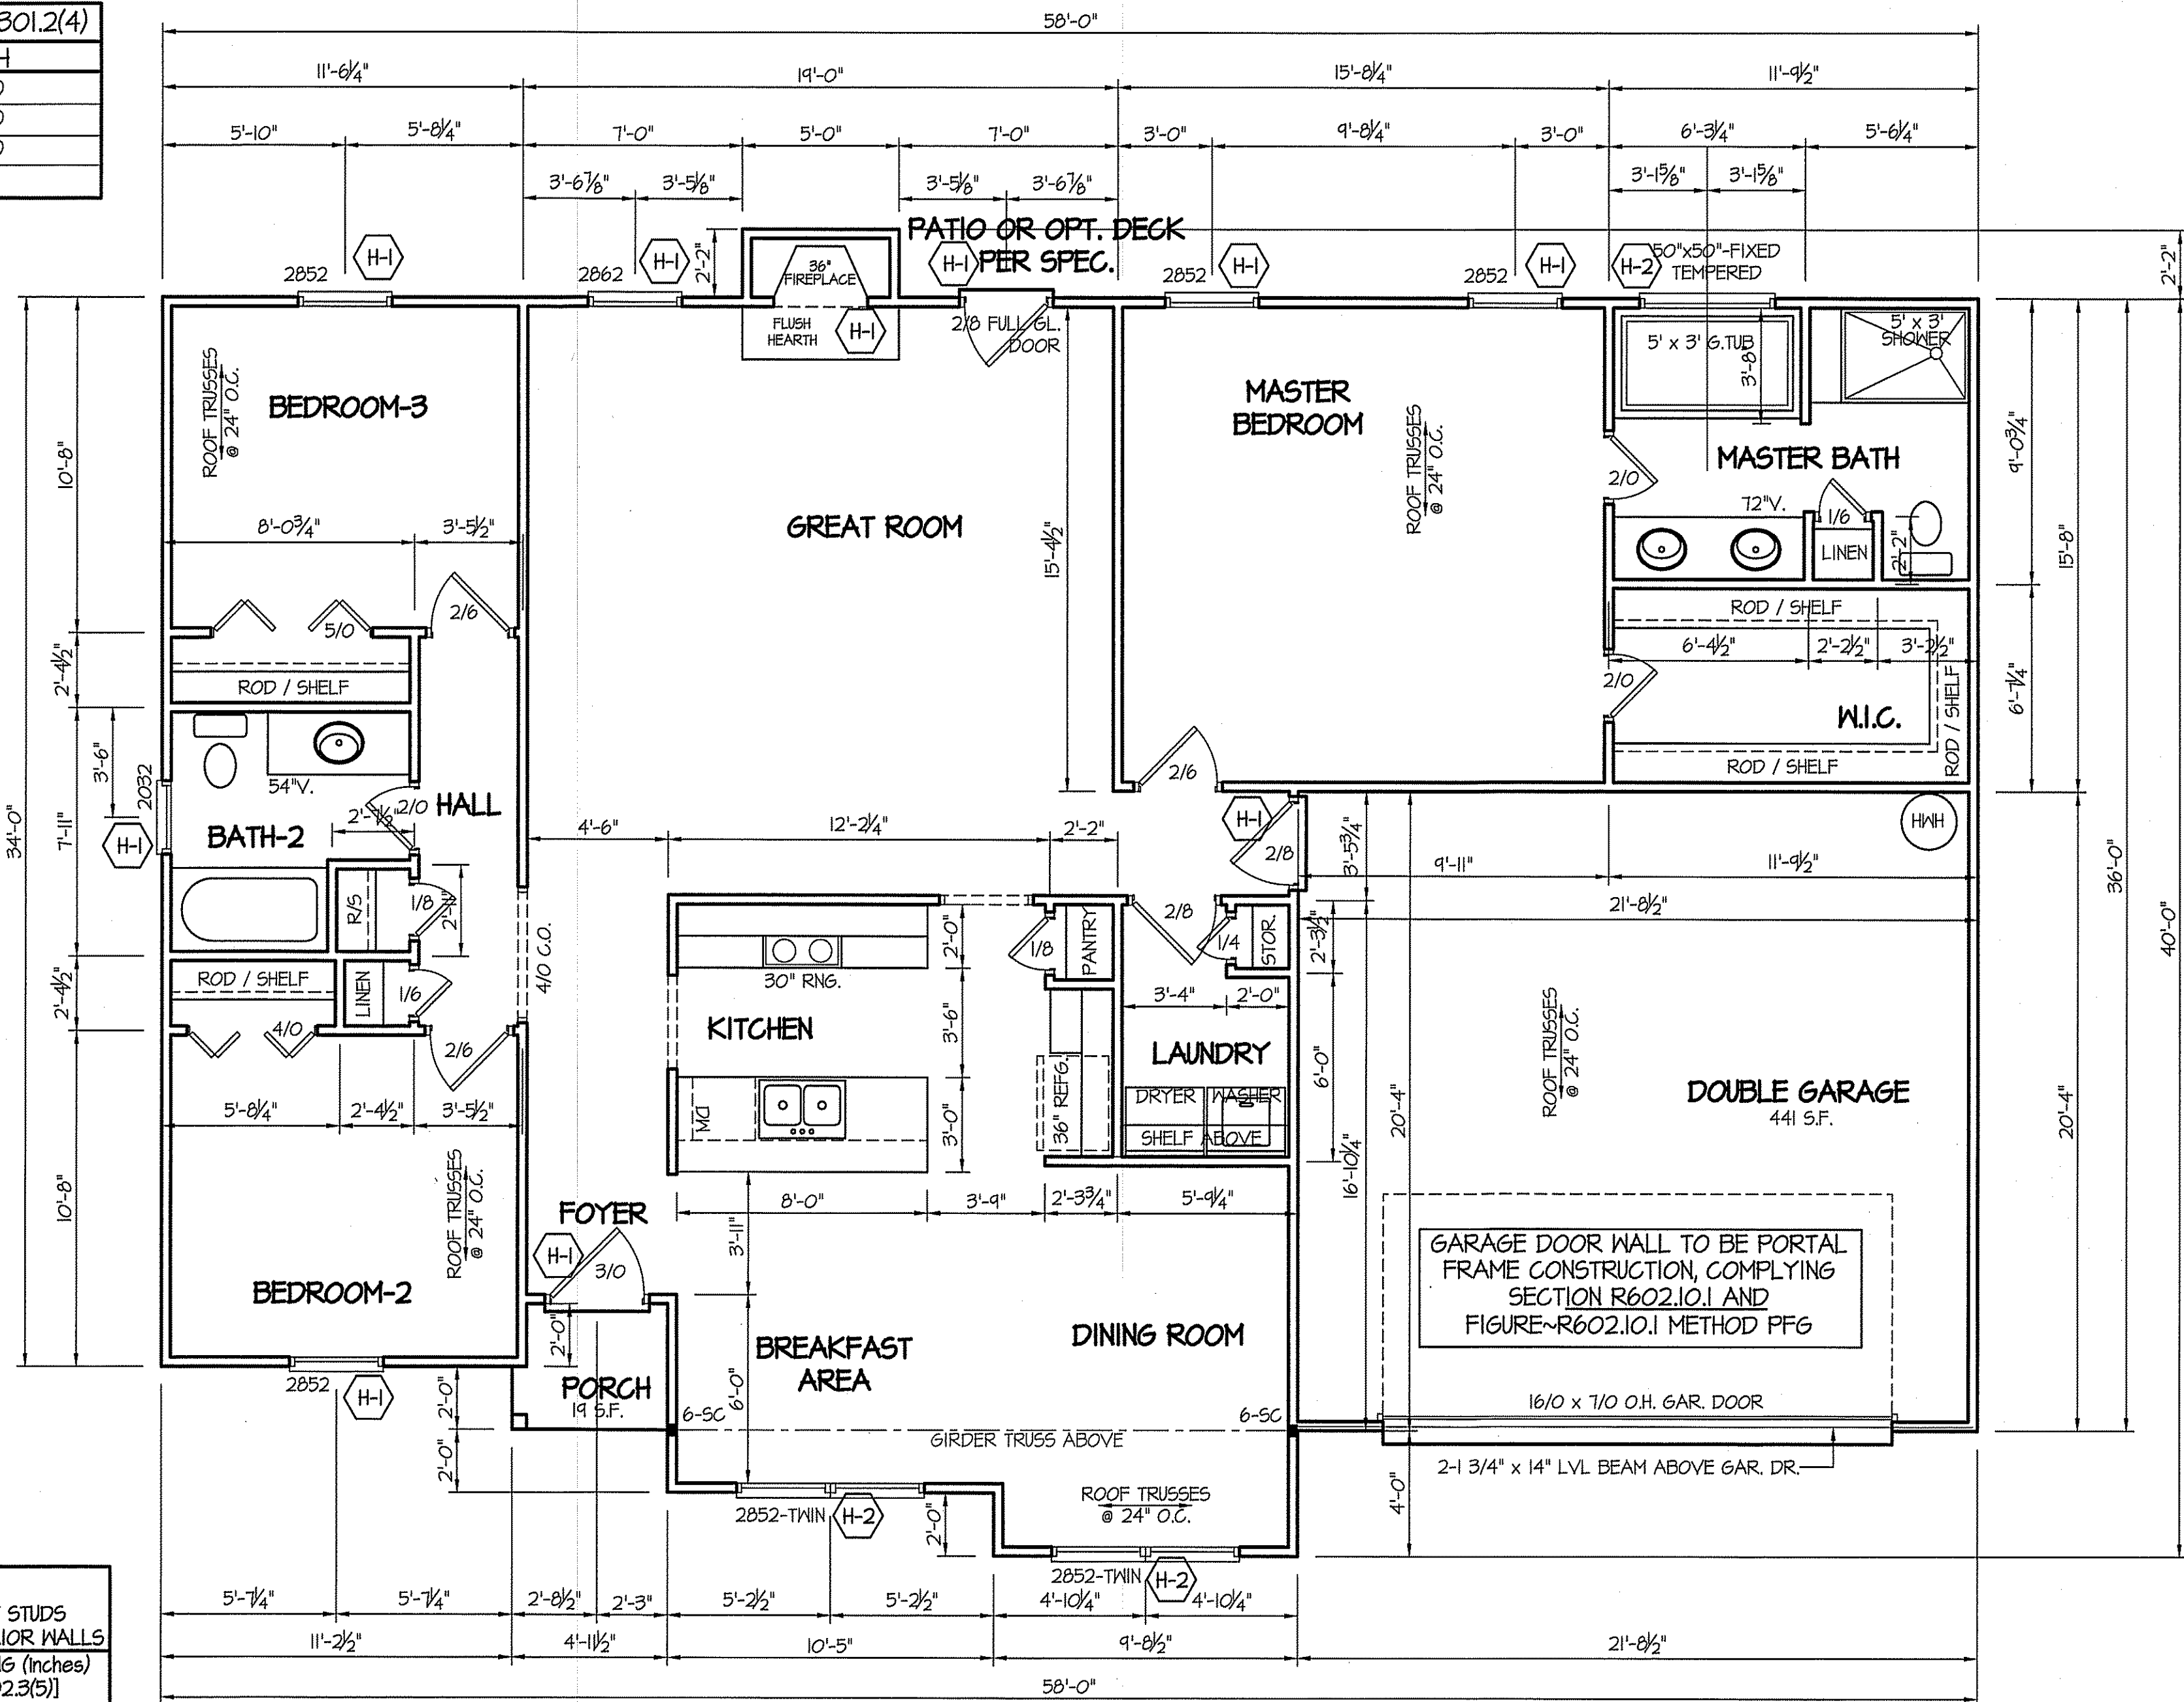 301.2(4)
58'-0"
11'-6¼"
19'-0"
15'-8¼"
11'-9½"
5'-10"
5'-8¼"
7'-0"
5'-0"
7'-0"
3'-0"
9'-8¼"
3'-0"
6'-3¼"
5'-6¼"
3'-6⅞"
3'-5⅛"
3'-5⅛"
3'-6⅞"
3'-1⅝"
3'-1⅝"
PATIO OR OPT. DECK
PER SPEC.
2852
H-1
2862
H-1
2'-2"
36"
FIREPLACE
H-1
2852
H-1
2852
H-1
H-2
50"x50"-FIXED
TEMPERED
2'-2"
FLUSH
HEARTH
H-1
2/8 FULL GL.
DOOR
5' x 3' G.TUB
3'-8"
5' x 3'
SHOWER
ROOF TRUSSES
@ 24" O.C.
BEDROOM-3
MASTER
BEDROOM
ROOF TRUSSES
@ 24" O.C.
MASTER BATH
9'-0¾"
10'-8"
2/0
72"V.
1/6
LINEN
2'-2"
GREAT ROOM
15'-4½"
15'-8"
8'-0¾"
3'-5½"
2/6
5/0
ROD / SHELF
2'-4½"
ROD / SHELF
6'-4½"
2'-2½"
3'-2½"
2/0
W.I.C.
ROD / SHELF
ROD / SHELF
6'-7¼"
36'-0"
40'-0"
3'-6"
2032
54"V.
2/0
HALL
BATH-2
H-1
34'-0"
7'-11"
2/6
H-1
2/8
3'-5¾"
HWH
4'-6"
12'-2¼"
2'-2"
9'-11"
11'-9½"
21'-8½"
R/S
1/8
4/0 C.O.
2'-0"
1/8
PANTRY
2/8
1/4
STOR.
2'-3½"
30" RNG.
ROD / SHELF
LINEN
1/6
2'-4½"
4/0
2/6
KITCHEN
3'-6"
3'-4"
2'-0"
LAUNDRY
6'-0"
ROOF TRUSSES
@ 24" O.C.
DOUBLE GARAGE
441 S.F.
20'-4"
20'-4"
16'-10¼"
5'-8¼"
2'-4½"
3'-5½"
DW
3'-0"
36" REFG.
DRYER
WASHER
SHELF ABOVE
10'-8"
ROOF TRUSSES
@ 24" O.C.
8'-0"
3'-9"
2'-3¾"
5'-9¼"
FOYER
H-1
3/0
3'-11"
GARAGE DOOR WALL TO BE PORTAL
FRAME CONSTRUCTION, COMPLYING
SECTION R602.10.1 AND
FIGURE~R602.10.1 METHOD PFG
BEDROOM-2
2'-0"
BREAKFAST
AREA
DINING ROOM
6'-0"
2852
H-1
2'-0"
PORCH
19 S.F.
6-SC
6-SC
GIRDER TRUSS ABOVE
16/0 x 7/0 O.H. GAR. DOOR
2-1 3/4" x 14" LVL BEAM ABOVE GAR. DR.
2'-0"
2852-TWIN
H-2
2'-0"
ROOF TRUSSES
@ 24" O.C.
4'-0"
2852-TWIN
H-2
5'-7¼"
5'-7¼"
2'-8½"
2'-3"
5'-2½"
5'-2½"
4'-10¼"
4'-10¼"
11'-2½"
4'-11½"
10'-5"
9'-8½"
21'-8½"
58'-0"
STUDS
IOR WALLS
G (Inches)
2.3(5)]